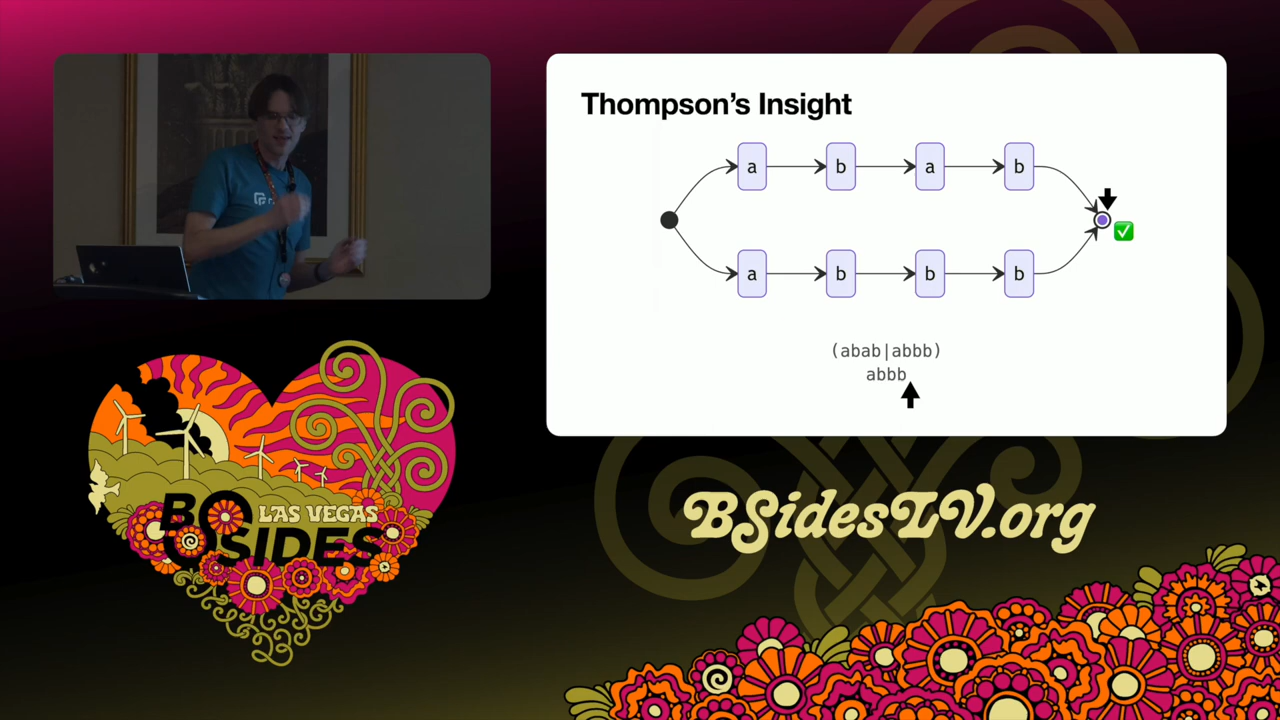 Thompson's Insight
a b a b
a b b b
(abab|abbb)
abbb
LAS VEGAS
BSIDES
BSidesLV.org